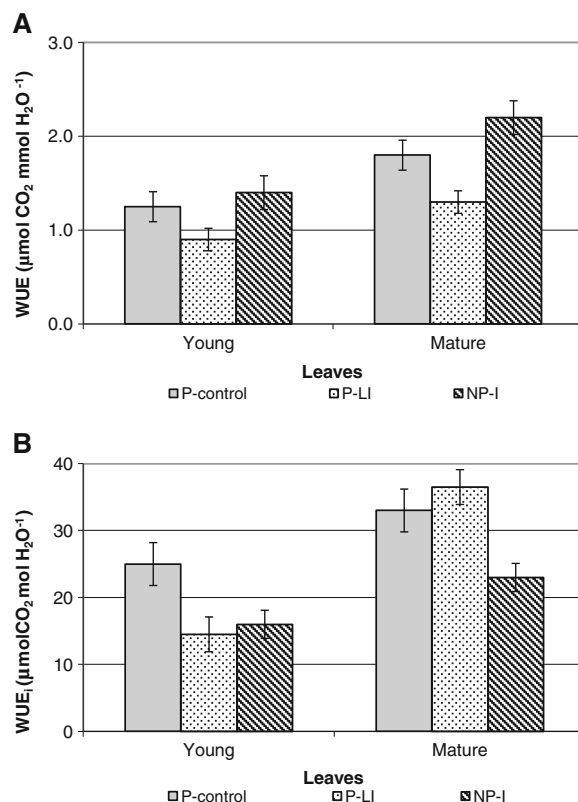 A
3.0
2.0
1.0
0.0
WUE (µmol CO₂ mmol H₂O⁻¹)
Young Mature
Leaves
P-control P-LI NP-I
B
40
30
20
10
0
WUEᵢ (µmolCO₂ mol H₂O⁻¹)
Young Mature
Leaves
P-control P-LI NP-I